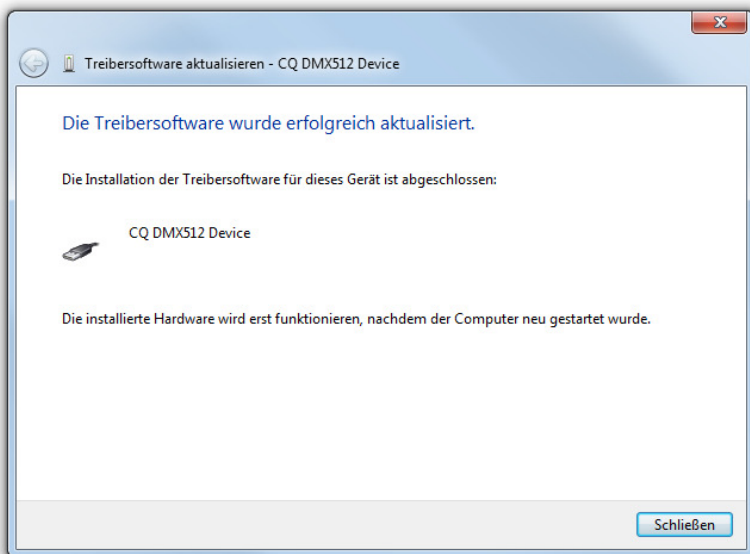 Treibersoftware aktualisieren - CQ DMX512 Device
Die Treibersoftware wurde erfolgreich aktualisiert.
Die Installation der Treibersoftware für dieses Gerät ist abgeschlossen:
CQ DMX512 Device
Die installierte Hardware wird erst funktionieren, nachdem der Computer neu gestartet wurde.
Schließen